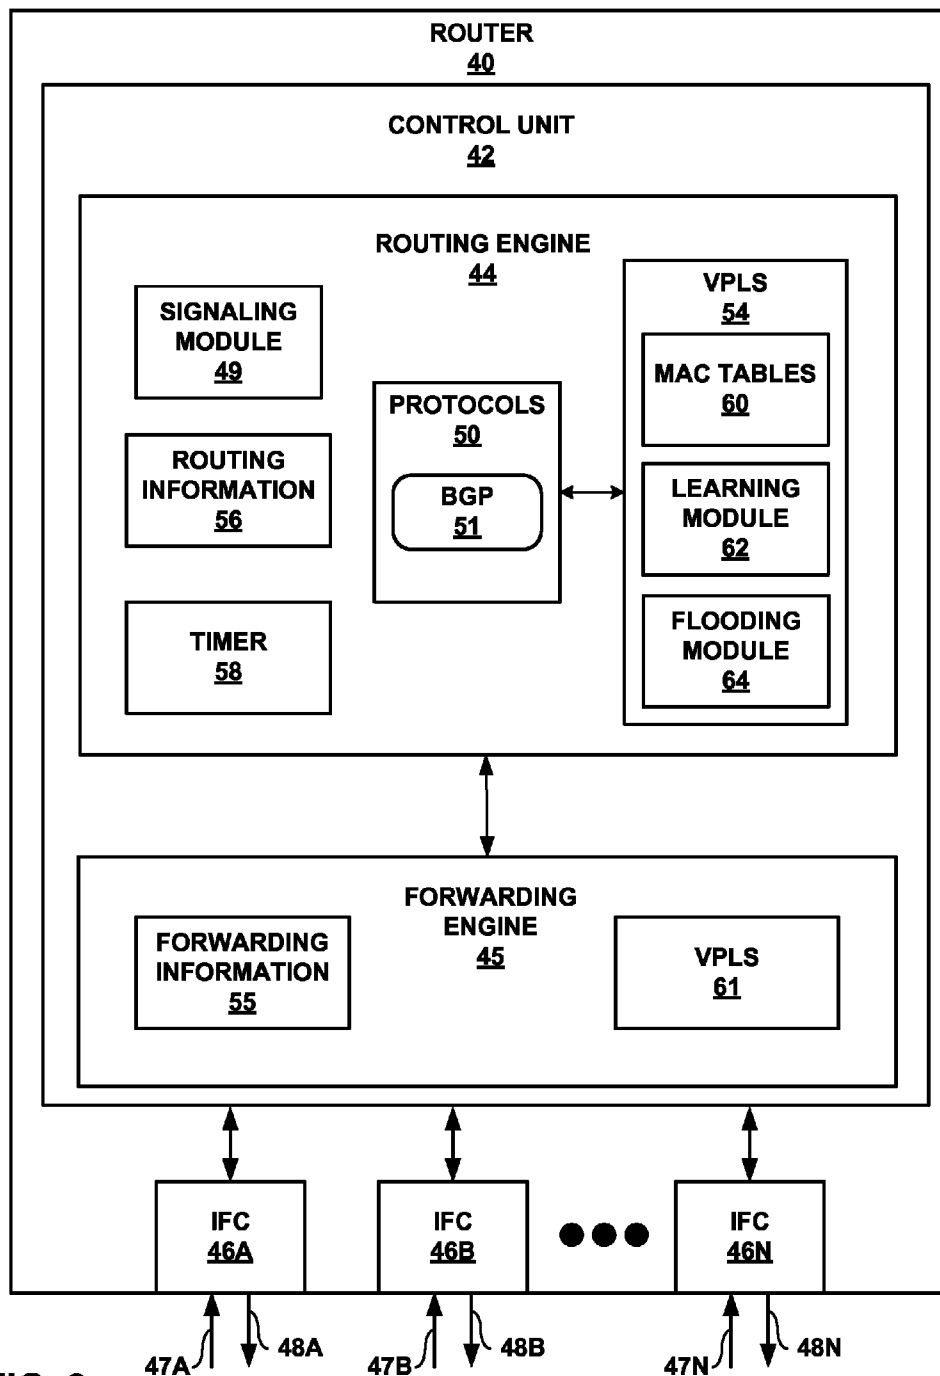 ROUTER
40
CONTROL UNIT
42
ROUTING ENGINE
44
SIGNALING
MODULE
49
ROUTING
INFORMATION
56
TIMER
58
PROTOCOLS
50
BGP
51
VPLS
54
MAC TABLES
60
LEARNING
MODULE
62
FLOODING
MODULE
64
FORWARDING
ENGINE
45
FORWARDING
INFORMATION
55
VPLS
61
IFC
46A
IFC
46B
IFC
46N
47A
48A
47B
48B
47N
48N